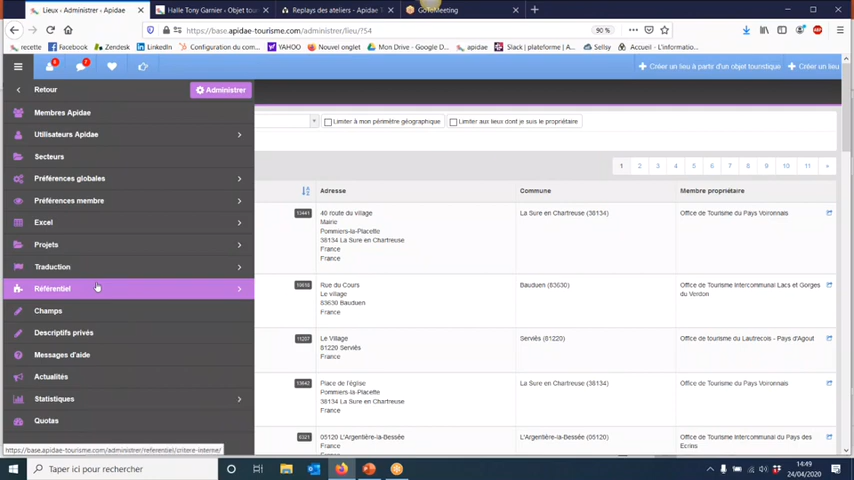 Lieux ‹ Administrer ‹ Apidae
Halle Tony Garnier ‹ Objet tour
Replays des ateliers - Apidae T
GoToMeeting
https://base.apidae-tourisme.com/administrer/lieu/?54
90 %
recette
Facebook
Zendesk
LinkedIn
Configuration du com...
YAHOO
Nouvel onglet
Mon Drive - Google D...
apidae
Slack | plateforme | A...
Sellsy
Accueil - L'informatio...
Créer un lieu à partir d'un objet touristique
Créer un lieu
Retour
Administrer
Membres Apidae
Utilisateurs Apidae
Secteurs
Préférences globales
Préférences membre
Excel
Projets
Traduction
Référentiel
Champs
Descriptifs privés
Messages d'aide
Actualités
Statistiques
Quotas
Limiter à mon périmètre géographique
Limiter aux lieux dont je suis le propriétaire
1 2 3 4 5 6 7 8 9 10 11 »
Adresse
Commune
Membre propriétaire
40 route du village
Mairie
Pommiers-la-Placette
38134 La Sure en Chartreuse
France
France
La Sure en Chartreuse (38134)
Office de Tourisme du Pays Voironnais
Rue du Cours
Le village
83630 Bauduen
France
Bauduen (83630)
Office de Tourisme Intercommunal Lacs et Gorges
du Verdon
Le Village
81220 Serviès
France
Serviès (81220)
Office de tourisme du Lautrecois - Pays d'Agout
Place de l'église
Pommiers-la-Placette
38134 La Sure en Chartreuse
France
La Sure en Chartreuse (38134)
Office de Tourisme du Pays Voironnais
6321
05120 L'Argentière-la-Bessée
France
L'Argentière-la-Bessée (05120)
Office de Tourisme Intercommunal du Pays des
Ecrins
https://base.apidae-tourisme.com/administrer/referentiel/critere-interne/
Taper ici pour rechercher
14:49
24/04/2020